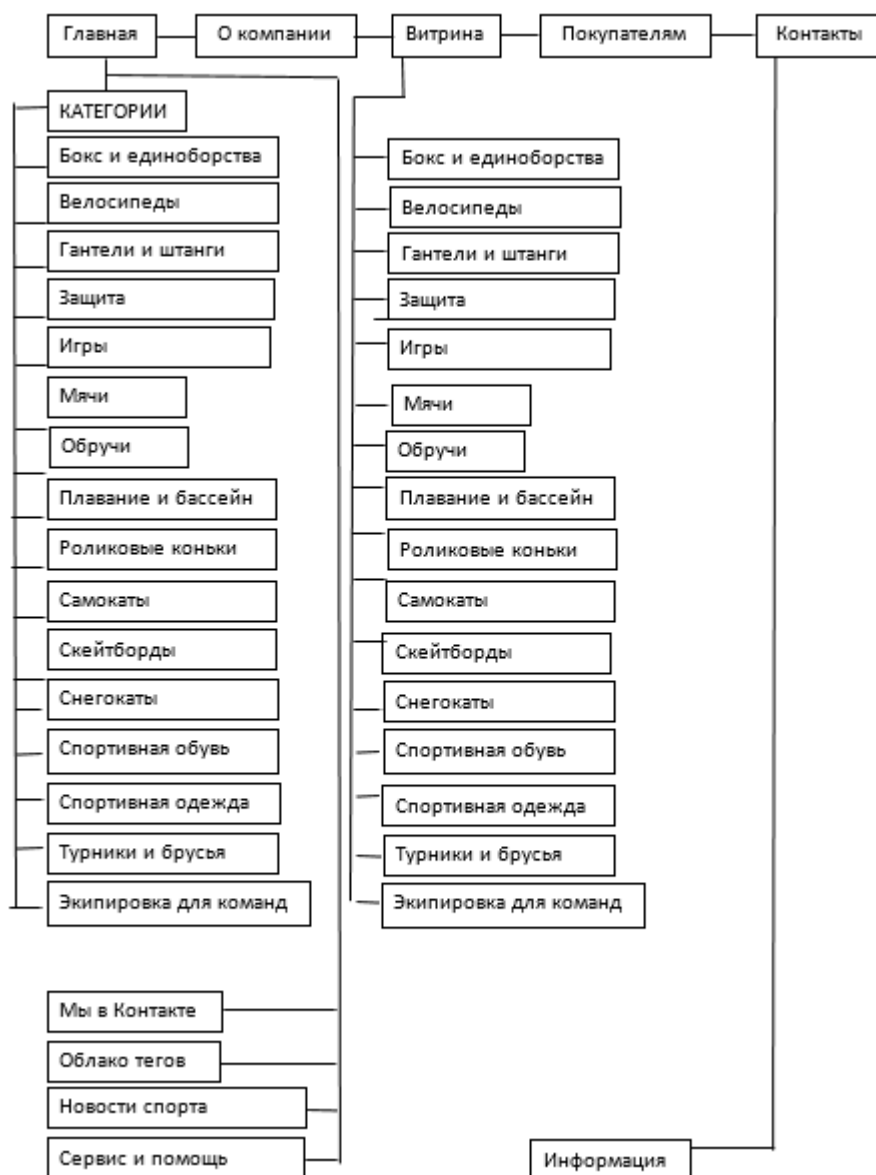 Главная
О компании
Витрина
Покупателям
Контакты
КАТЕГОРИИ
Бокс и единоборства
Велосипеды
Гантели и штанги
Защита
Игры
Мячи
Обручи
Плавание и бассейн
Роликовые коньки
Самокаты
Скейтборды
Снегокаты
Спортивная обувь
Спортивная одежда
Турники и брусья
Экипировка для команд
Бокс и единоборства
Велосипеды
Гантели и штанги
Защита
Игры
Мячи
Обручи
Плавание и бассейн
Роликовые коньки
Самокаты
Скейтборды
Снегокаты
Спортивная обувь
Спортивная одежда
Турники и брусья
Экипировка для команд
Мы в Контакте
Облако тегов
Новости спорта
Сервис и помощь
Информация